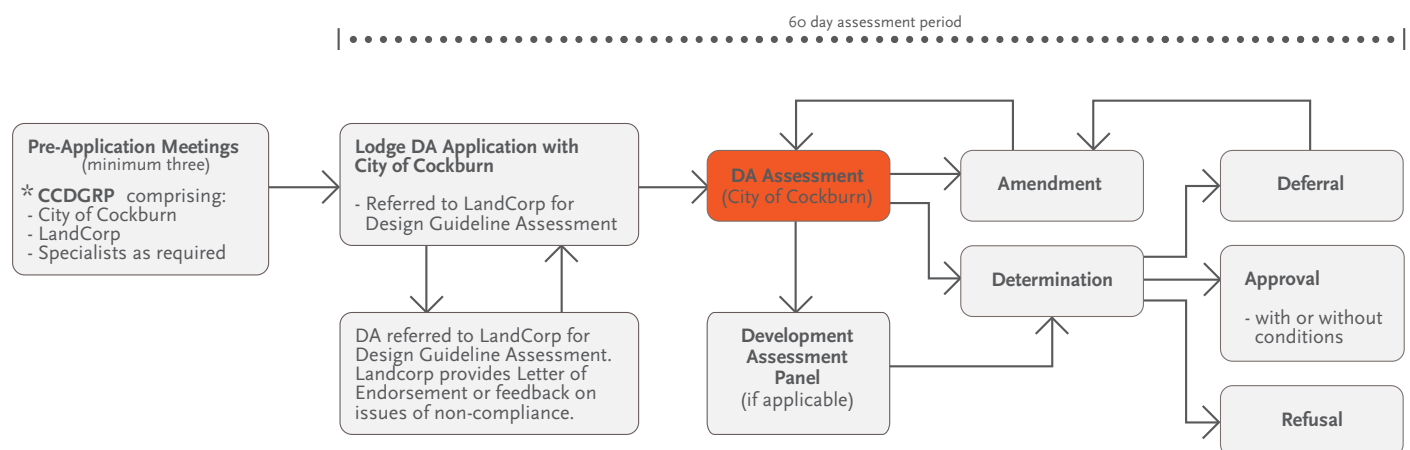 60 day assessment period
Pre-Application Meetings
(minimum three)
* CCDGRP comprising:
- City of Cockburn
- LandCorp
- Specialists as required
Lodge DA Application with
City of Cockburn
- Referred to LandCorp for
Design Guideline Assessment
DA referred to LandCorp for
Design Guideline Assessment.
Landcorp provides Letter of
Endorsement or feedback on
issues of non-compliance.
DA Assessment
(City of Cockburn)
Development
Assessment
Panel
(if applicable)
Amendment
Determination
Deferral
Approval
- with or without
conditions
Refusal